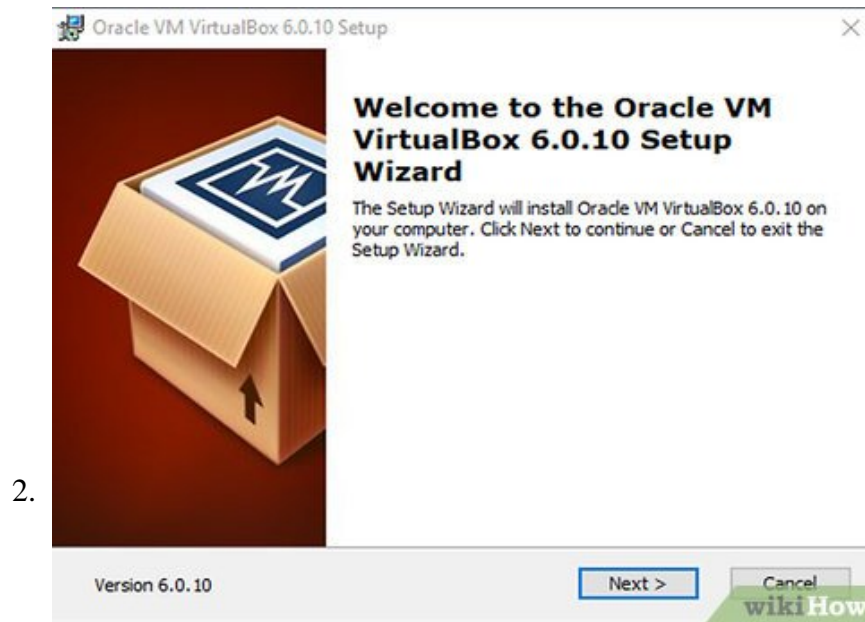 Oracle VM VirtualBox 6.0.10 Setup
Welcome to the Oracle VM
VirtualBox 6.0.10 Setup
Wizard
The Setup Wizard will install Oracle VM VirtualBox 6.0.10 on
your computer. Click Next to continue or Cancel to exit the
Setup Wizard.
2.
Version 6.0.10
Next >
Cancel
wikiHow